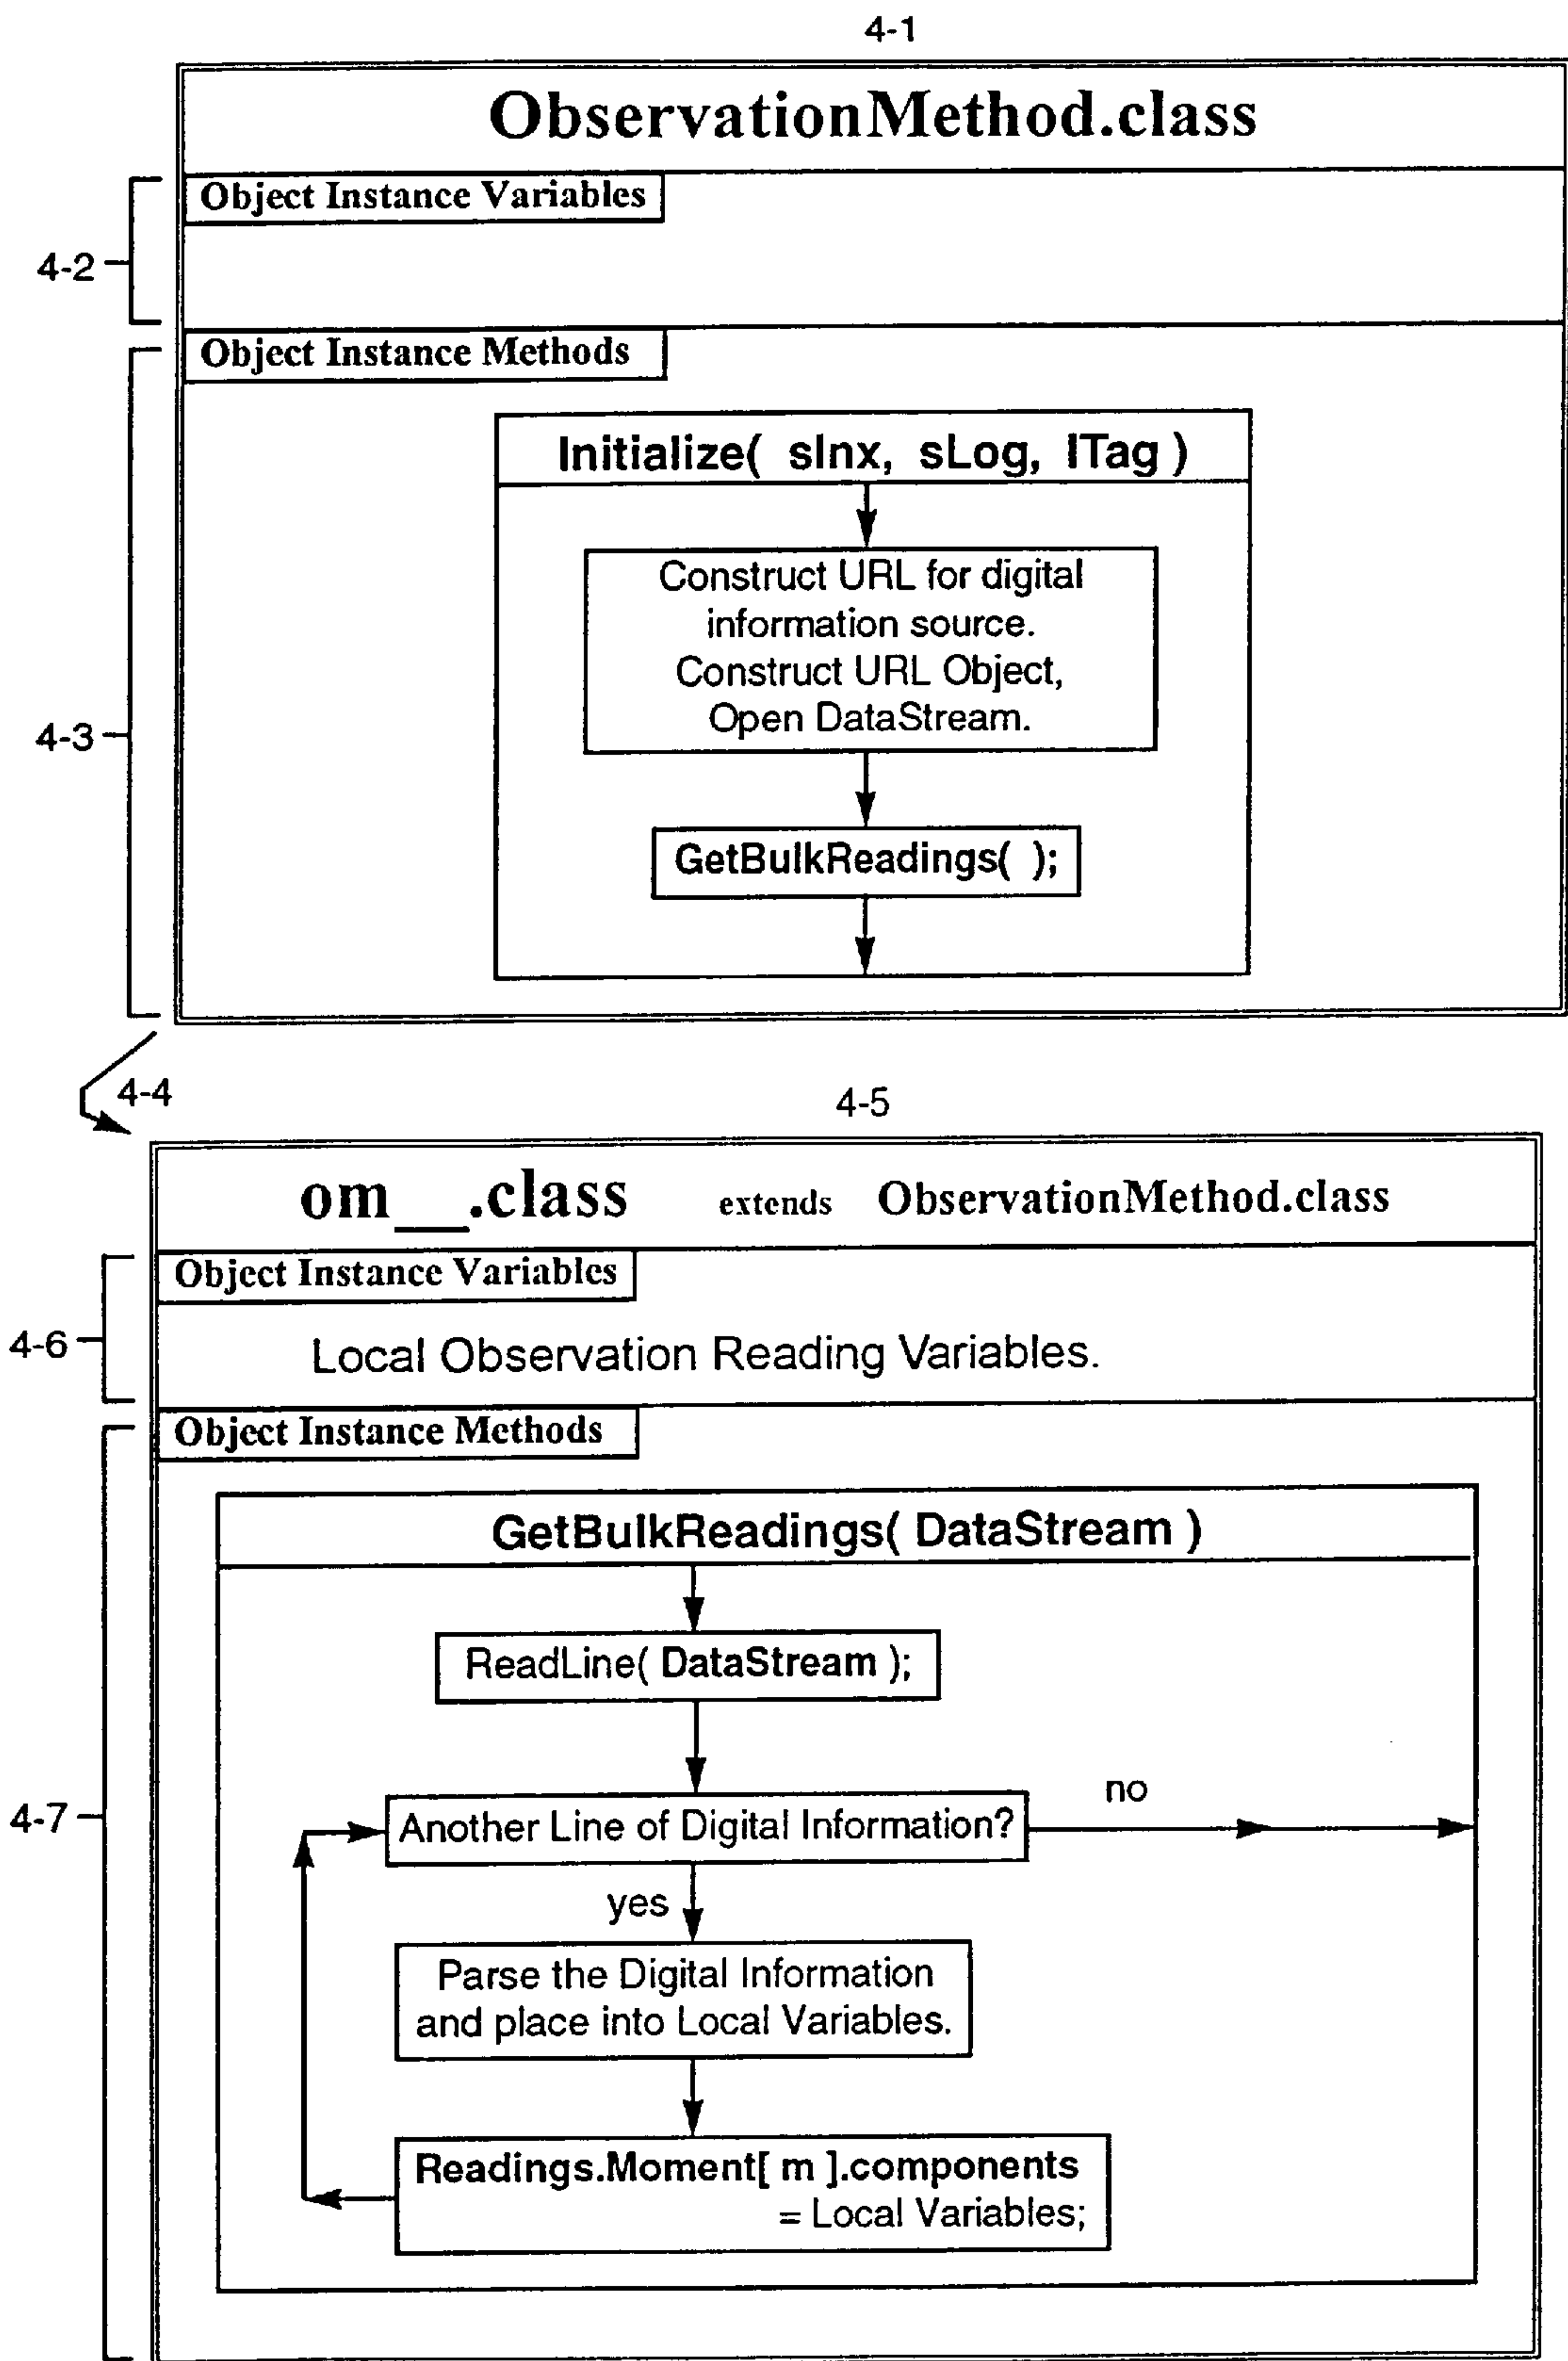 4-1
ObservationMethod.class
Object Instance Variables
4-2
Object Instance Methods
Initialize( sInx, sLog, lTag )
Construct URL for digital
information source.
Construct URL Object,
Open DataStream.
4-3
GetBulkReadings( );
4-4
4-5
om__.class extends ObservationMethod.class
Object Instance Variables
4-6
Local Observation Reading Variables.
Object Instance Methods
GetBulkReadings( DataStream )
ReadLine( DataStream );
no
4-7
Another Line of Digital Information?
yes
Parse the Digital Information
and place into Local Variables.
Readings.Moment[ m ].components
= Local Variables;